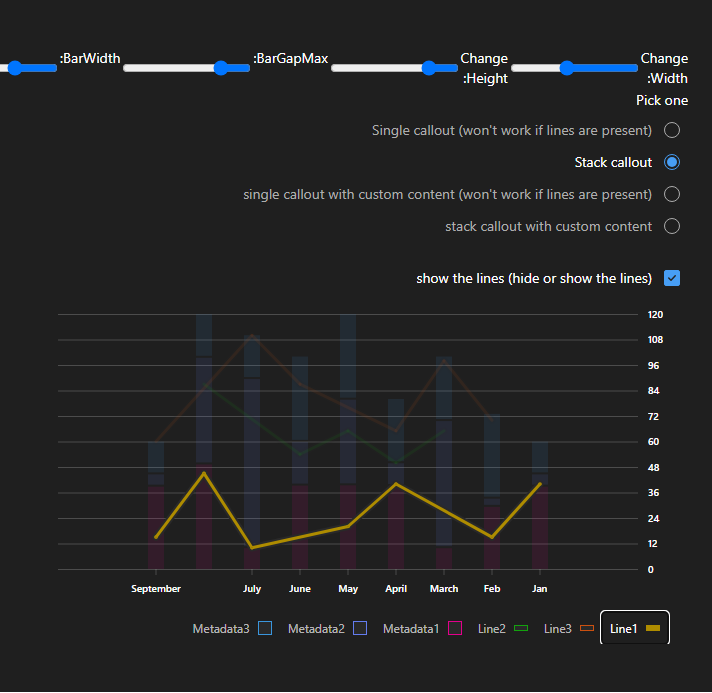 :BarWidth :BarGapMax Change :Height Change :Width
Pick one
Single callout (won't work if lines are present)
Stack callout
single callout with custom content (won't work if lines are present)
stack callout with custom content
show the lines (hide or show the lines)
120
108
96
84
72
60
48
36
24
12
0
September July June May April March Feb Jan
Metadata3 Metadata2 Metadata1 Line2 Line3 Line1